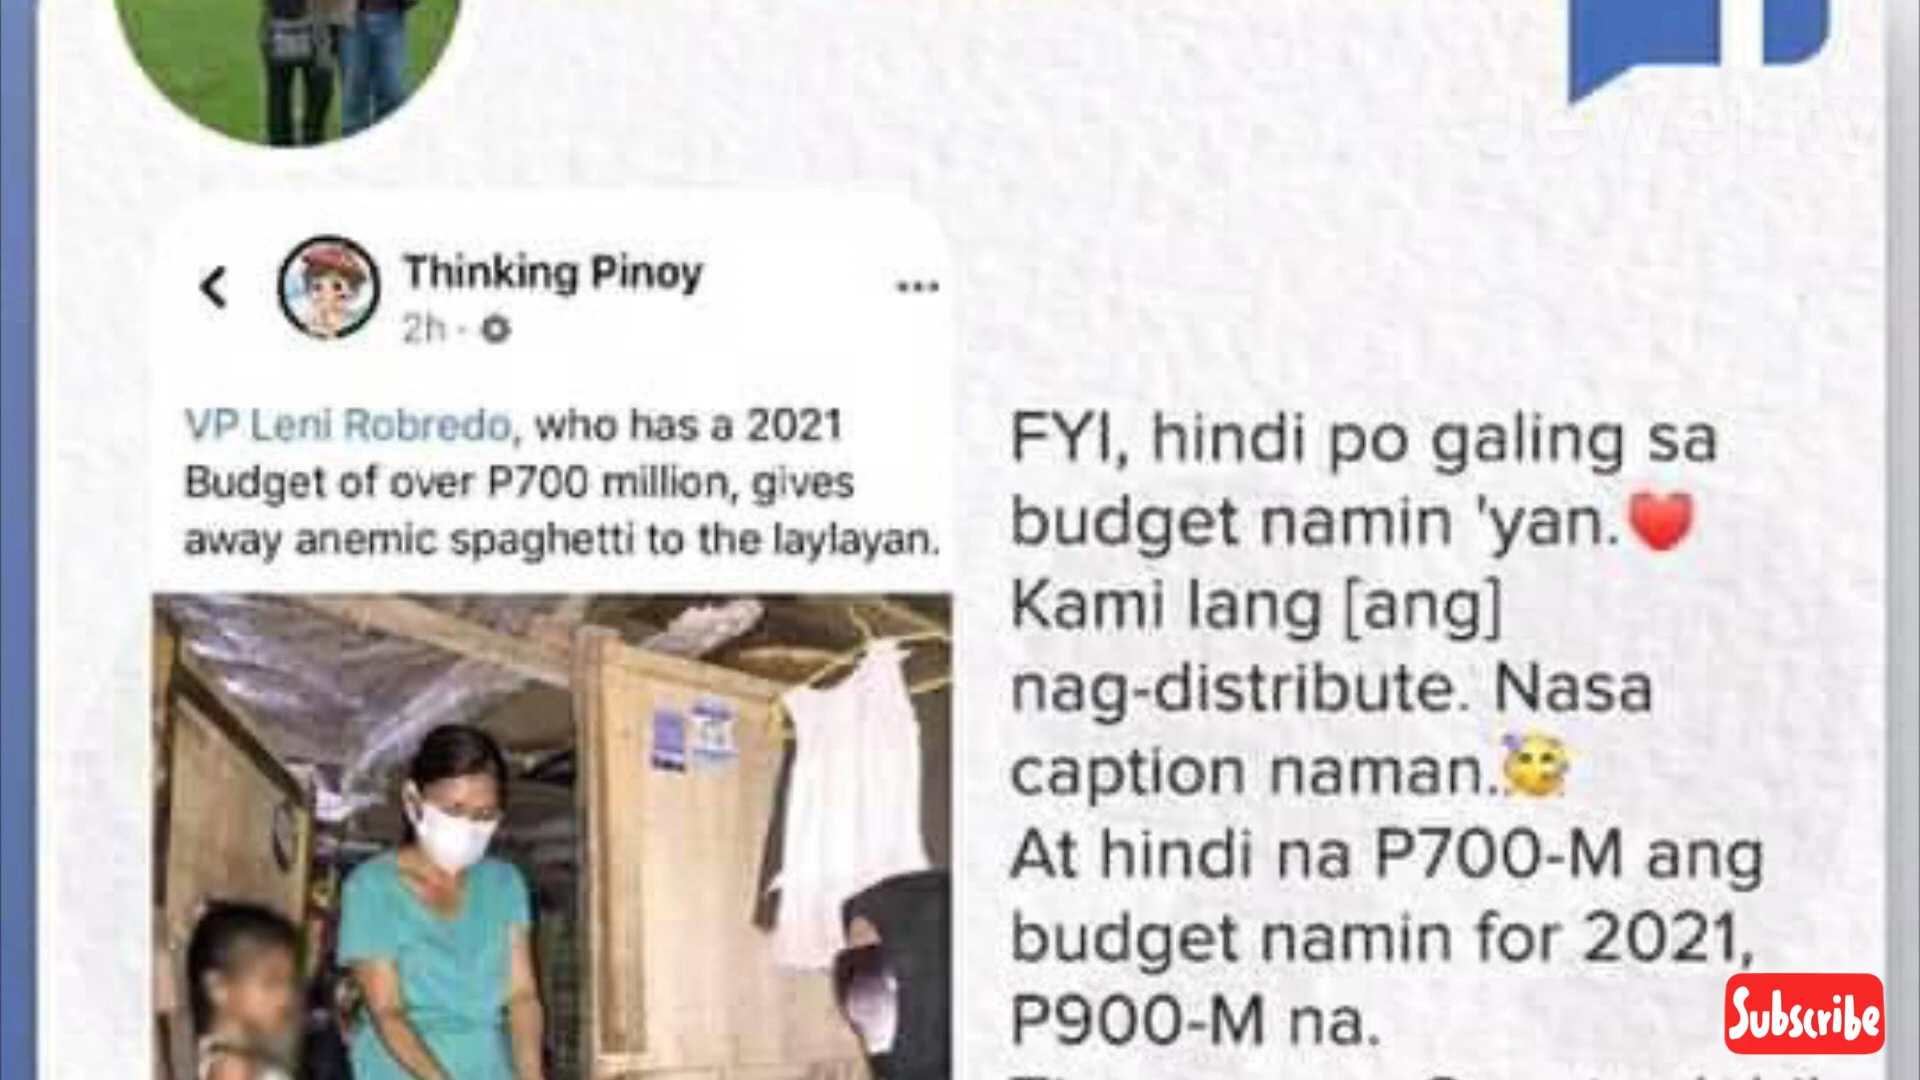 Jewel tv
Thinking Pinoy
2h
VP Leni Robredo, who has a 2021
Budget of over P700 million, gives
away anemic spaghetti to the laylayan.
FYI, hindi po galing sa
budget namin 'yan.❤️
Kami lang [ang]
nag-distribute. Nasa
caption naman.🥳
At hindi na P700-M ang
budget namin for 2021,
P900-M na.
Subscribe